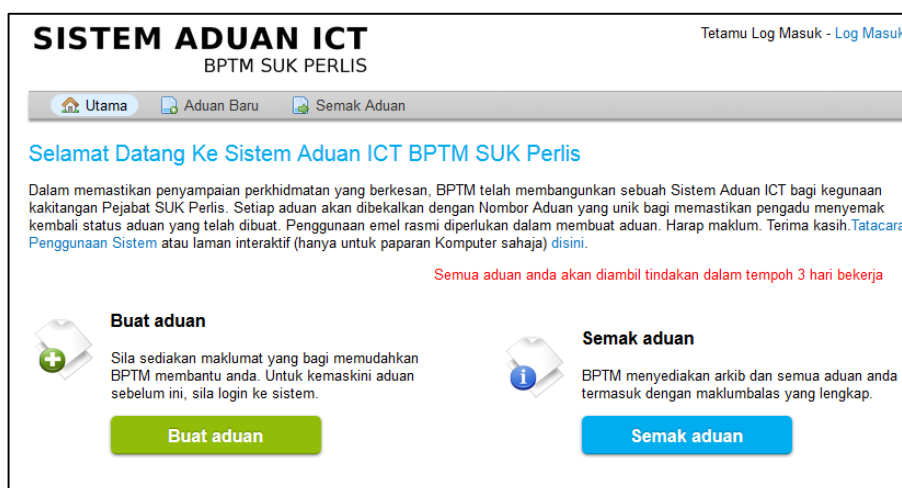 SISTEM ADUAN ICT
BPTM SUK PERLIS
Tetamu Log Masuk - Log Masuk
Utama
Aduan Baru
Semak Aduan
Selamat Datang Ke Sistem Aduan ICT BPTM SUK Perlis
Dalam memastikan penyampaian perkhidmatan yang berkesan, BPTM telah membangunkan sebuah Sistem Aduan ICT bagi kegunaan
kakitangan Pejabat SUK Perlis. Setiap aduan akan dibekalkan dengan Nombor Aduan yang unik bagi memastikan pengadu menyemak
kembali status aduan yang telah dibuat. Penggunaan emel rasmi diperlukan dalam membuat aduan. Harap maklum. Terima kasih.Tatacara
Penggunaan Sistem atau laman interaktif (hanya untuk paparan Komputer sahaja) disini.
Semua aduan anda akan diambil tindakan dalam tempoh 3 hari bekerja
Buat aduan
Sila sediakan maklumat yang bagi memudahkan
BPTM membantu anda. Untuk kemaskini aduan
sebelum ini, sila login ke sistem.
Buat aduan
Semak aduan
BPTM menyediakan arkib dan semua aduan anda
termasuk dengan maklumbalas yang lengkap.
Semak aduan